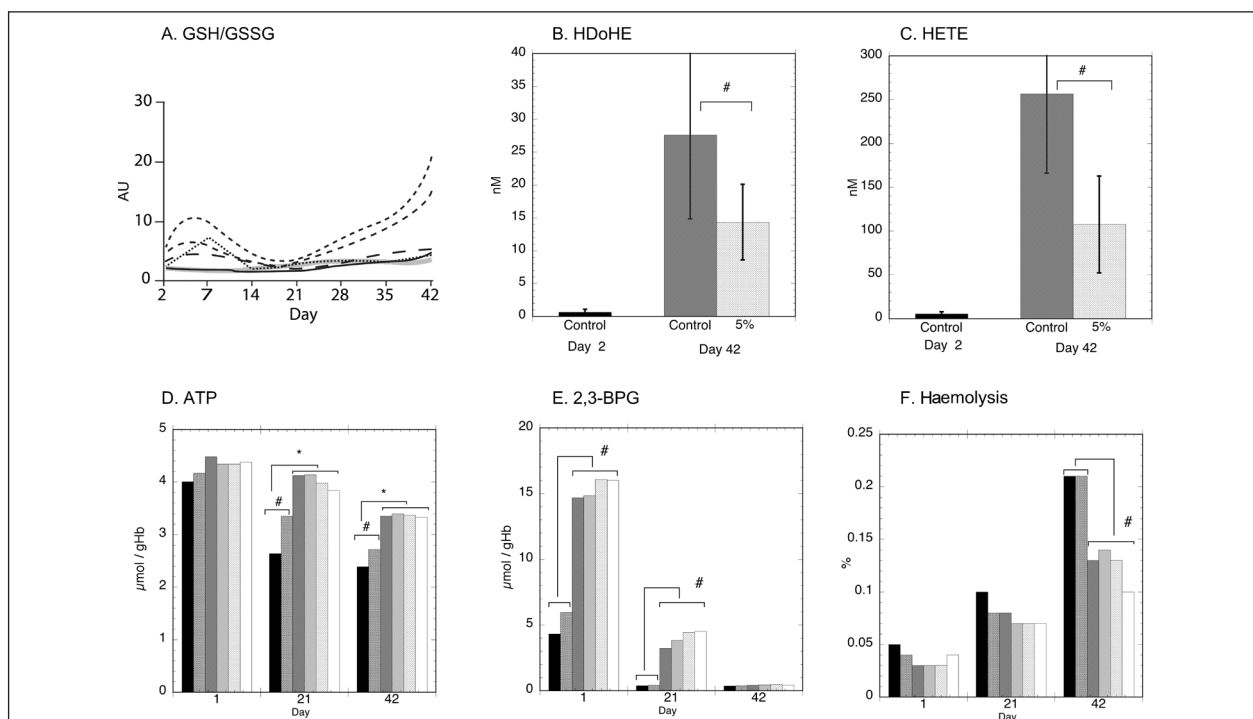 A. GSH/GSSG
30
20
10
0
AU
2 7 14 21 28 35 42
Day
B. HDoHE
40
35
30
25
20
15
10
5
0
nM
#
Control Control 5%
Day 2 Day 42
C. HETE
300
250
200
150
100
50
0
nM
#
Control Control 5%
Day 2 Day 42
D. ATP
5
4
3
2
1
0
µmol / gHb
*
#
*
#
1 21 42
Day
E. 2,3-BPG
20
15
10
5
0
µmol / gHb
#
#
1 21 42
Day
F. Haemolysis
0.25
0.2
0.15
0.1
0.05
0
%
#
1 21 42
Day